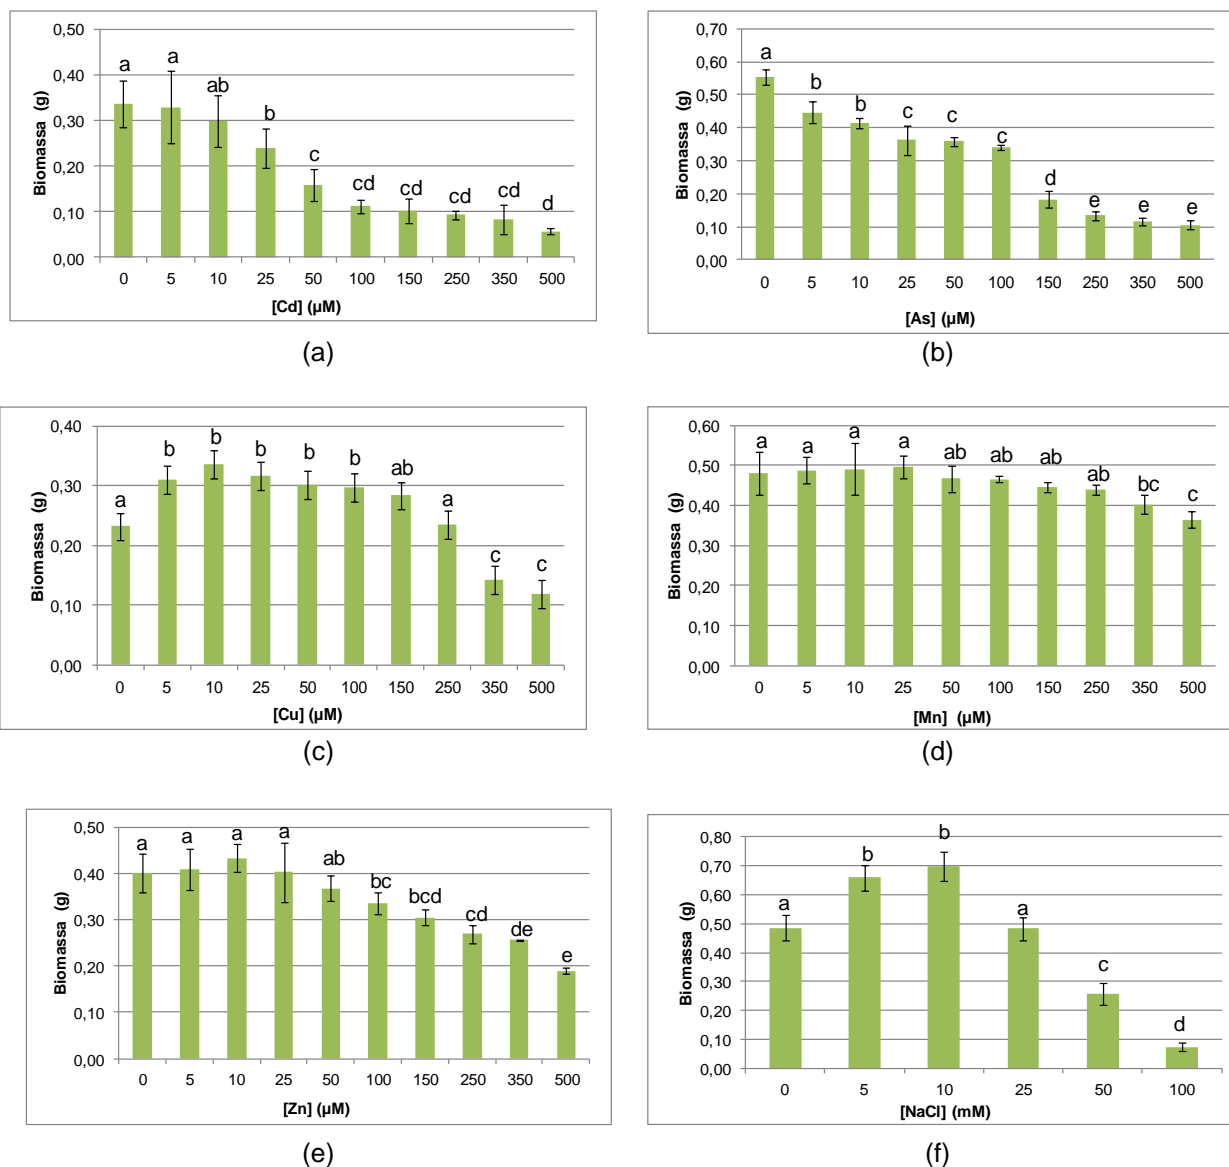 0,50
0,40
0,30
0,20
0,10
0,00
Biomassa (g)
a a ab b c cd cd cd cd d
0 5 10 25 50 100 150 250 350 500
[Cd] (µM)
(a)
0,70
0,60
0,50
0,40
0,30
0,20
0,10
0,00
Biomassa (g)
a b b c c c d e e e
0 5 10 25 50 100 150 250 350 500
[As] (µM)
(b)
0,40
0,30
0,20
0,10
0,00
Biomassa (g)
a b b b b b ab a c c
0 5 10 25 50 100 150 250 350 500
[Cu] (µM)
(c)
0,60
0,50
0,40
0,30
0,20
0,10
0,00
Biomassa (g)
a a a a ab ab ab ab bc c
0 5 10 25 50 100 150 250 350 500
[Mn] (µM)
(d)
0,50
0,40
0,30
0,20
0,10
0,00
Biomassa (g)
a a a a ab bc bcd cd de e
0 5 10 25 50 100 150 250 350 500
[Zn] (µM)
(e)
0,80
0,70
0,60
0,50
0,40
0,30
0,20
0,10
0,00
Biomassa (g)
a b b a c d
0 5 10 25 50 100
[NaCl] (mM)
(f)